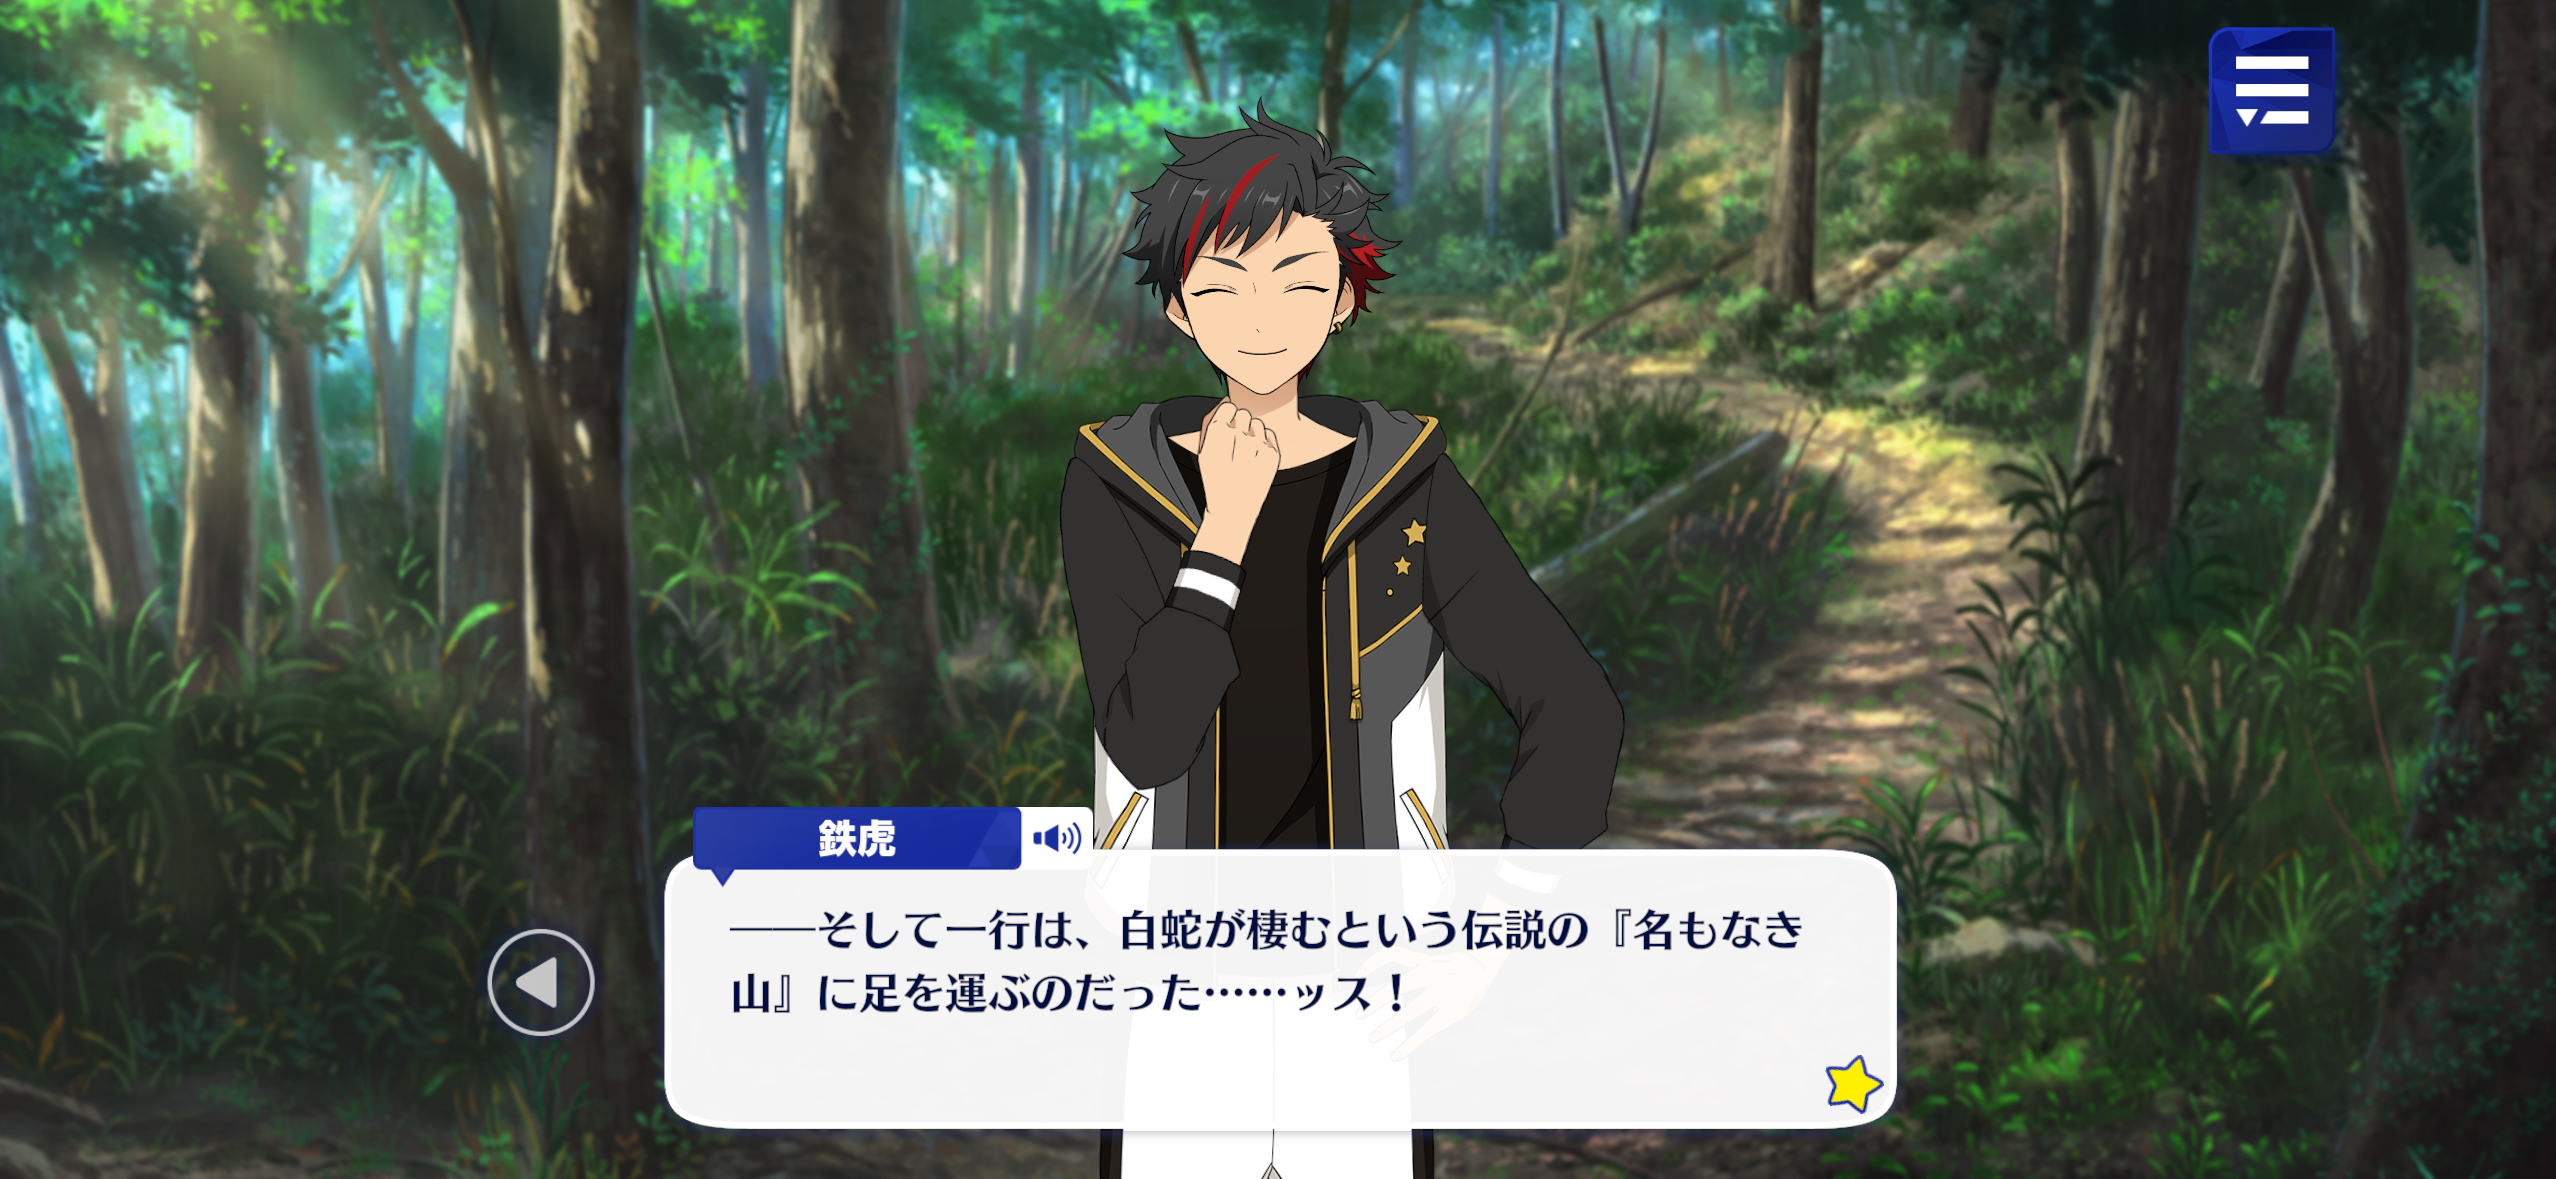 鉄虎
──そして一行は、白蛇が棲むという伝説の『名もなき
山』に足を運ぶのだった……ッス！